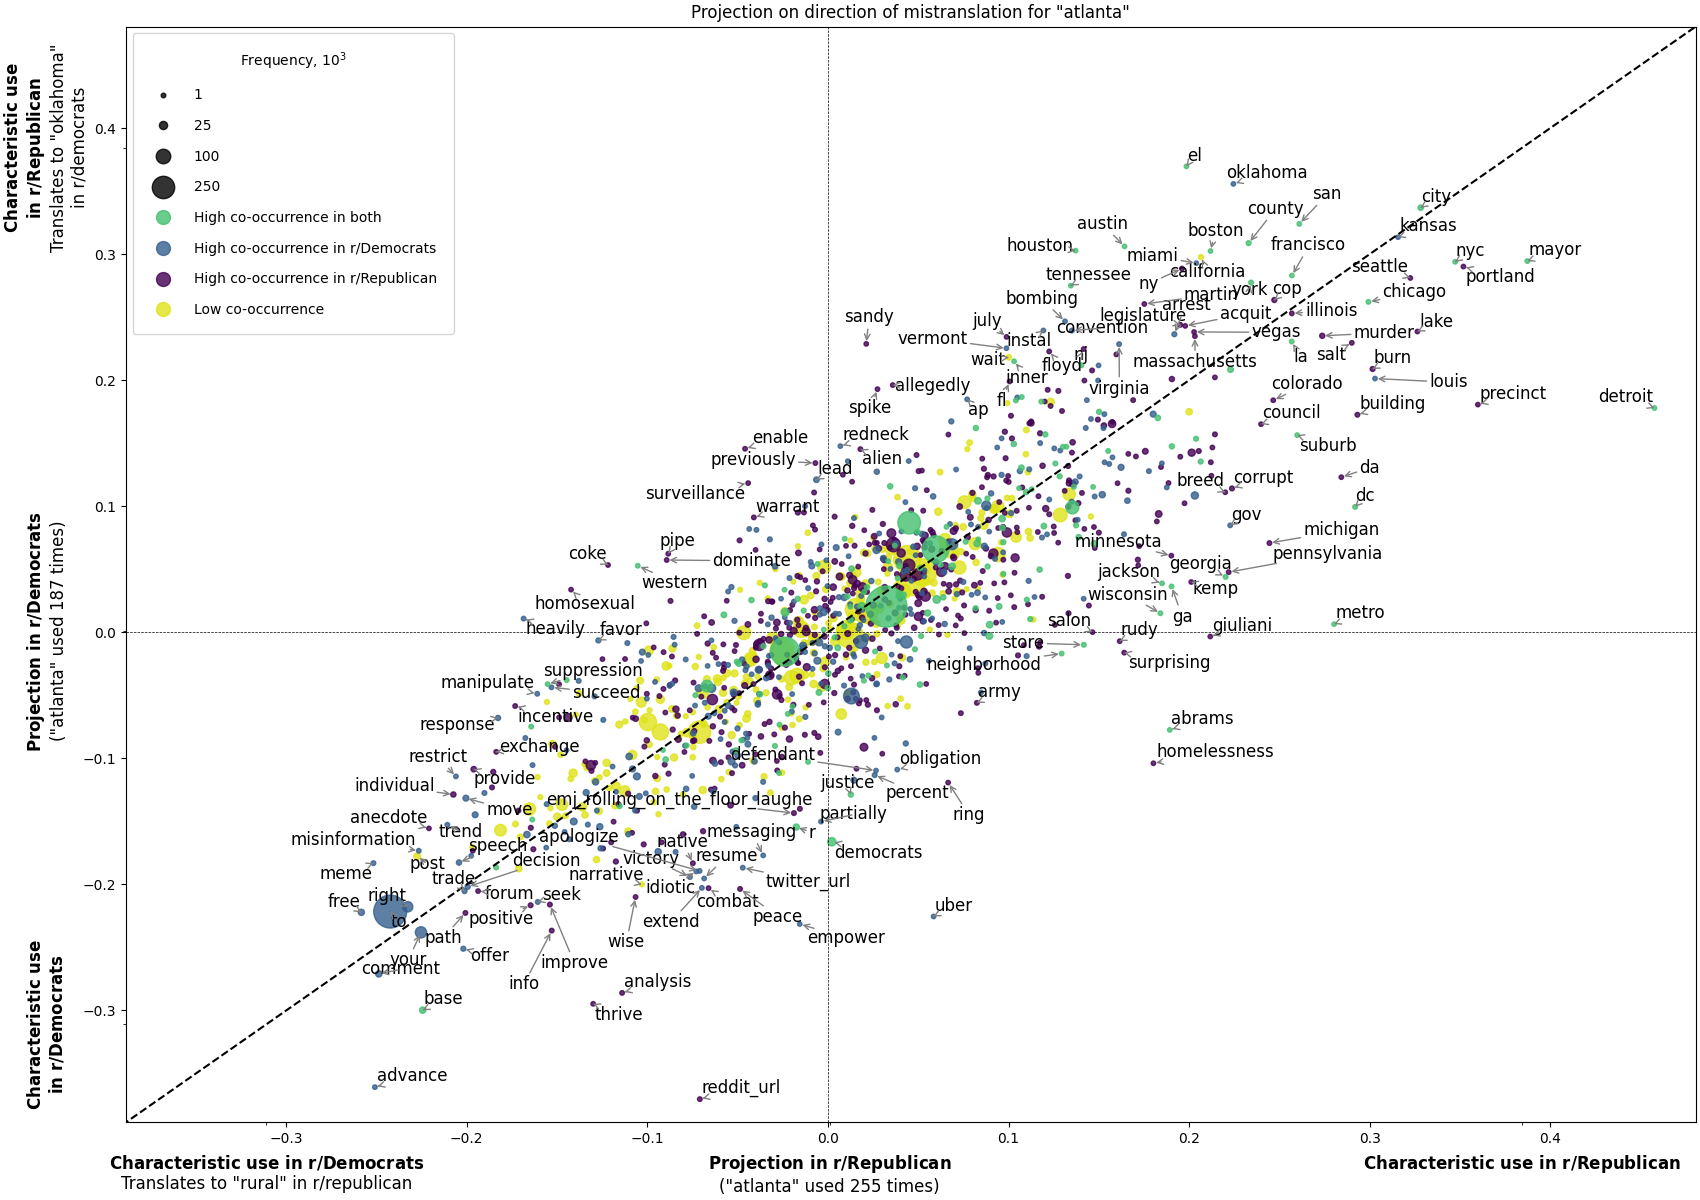 Projection on direction of mistranslation for "atlanta"
Characteristic use
in r/Republican
Translates to "oklahoma"
in r/democrats
Projection in r/Democrats
("atlanta" used 187 times)
Characteristic use
in r/Democrats
Frequency, 10^3
1
25
100
250
High co-occurrence in both
High co-occurrence in r/Democrats
High co-occurrence in r/Republican
Low co-occurrence
0.4
0.3
0.2
0.1
0.0
−0.1
−0.2
−0.3
el
oklahoma
san
city
county
kansas
austin
boston
houston
francisco
nyc
mayor
miami
california
seattle
portland
tennessee
ny
york
cop
chicago
bombing
martin
arrest
legislature
acquit
illinois
sandy
july
convention
vegas
murder
lake
vermont
instal
wait
floyd
nj
massachusetts
la
salt
burn
inner
virginia
colorado
louis
allegedly
spike
ap
fl
council
building
precinct
detroit
enable
redneck
suburb
previously
lead
alien
da
surveillance
breed
corrupt
dc
warrant
gov
pipe
minnesota
michigan
coke
dominate
georgia
pennsylvania
western
jackson
kemp
homosexual
wisconsin
ga
metro
heavily
favor
salon
rudy
giuliani
store
neighborhood
surprising
suppression
manipulate
succeed
army
incentive
response
abrams
exchange
defendant
homelessness
restrict
provide
obligation
individual
justice
percent
move
emj_rolling_on_the_floor_laughe
ring
anecdote
trend
apologize
partially
misinformation
speech
native
messaging
r
democrats
meme
post
decision
victory
resume
trade
narrative
idiotic
twitter_url
free
right
forum
seek
combat
to
positive
extend
peace
uber
path
wise
empower
your
comment
offer
improve
info
analysis
base
thrive
advance
reddit_url
−0.3
−0.2
−0.1
0.0
0.1
0.2
0.3
0.4
Characteristic use in r/Democrats
Translates to "rural" in r/republican
Projection in r/Republican
("atlanta" used 255 times)
Characteristic use in r/Republican